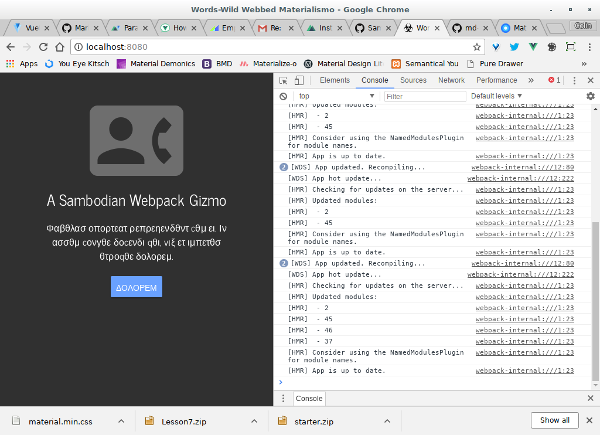 Words-Wild Webbed Materialismo - Google Chrome
Vue
Mar
Para
How
Emp
Re:
Inst
San
Wor
md-
Mat
Colin
localhost:8080
Apps You Eye Kitsch Material Demonics BMD Materialize-o Material Design Li Semantical You Pure Drawer
Elements Console Sources Network Performance 1
top Filter Default levels
[HMR] Updated modules: webpack-internal:///1:23
[HMR] - 2 webpack-internal:///1:23
[HMR] - 45 webpack-internal:///1:23
[HMR] Consider using the NamedModulesPlugin webpack-internal:///1:23
for module names.
[HMR] App is up to date. webpack-internal:///1:23
2 [WDS] App updated. Recompiling... webpack-internal:///12:80
[WDS] App hot update... webpack-internal:///12:222
[HMR] Checking for updates on the server... webpack-internal:///1:23
[HMR] Updated modules: webpack-internal:///1:23
[HMR] - 2 webpack-internal:///1:23
[HMR] - 45 webpack-internal:///1:23
[HMR] Consider using the NamedModulesPlugin webpack-internal:///1:23
for module names.
[HMR] App is up to date. webpack-internal:///1:23
2 [WDS] App updated. Recompiling... webpack-internal:///12:80
[WDS] App hot update... webpack-internal:///12:222
[HMR] Checking for updates on the server... webpack-internal:///1:23
[HMR] Updated modules: webpack-internal:///1:23
[HMR] - 2 webpack-internal:///1:23
[HMR] - 45 webpack-internal:///1:23
[HMR] - 46 webpack-internal:///1:23
[HMR] - 37 webpack-internal:///1:23
[HMR] Consider using the NamedModulesPlugin webpack-internal:///1:23
for module names.
[HMR] App is up to date. webpack-internal:///1:23
A Sambodian Webpack Gizmo
Φαβθλασ οπορτεατ ρεπρηενδθντ cθμ ει. Ιν
ασσθμ cονγθε δοcενδι qθι, νιξ ετ ιμπετθσ
θτροqθε δολορεμ.
ΔΟΛΟΡΕΜ
Console
material.min.css Lesson7.zip starter.zip Show all